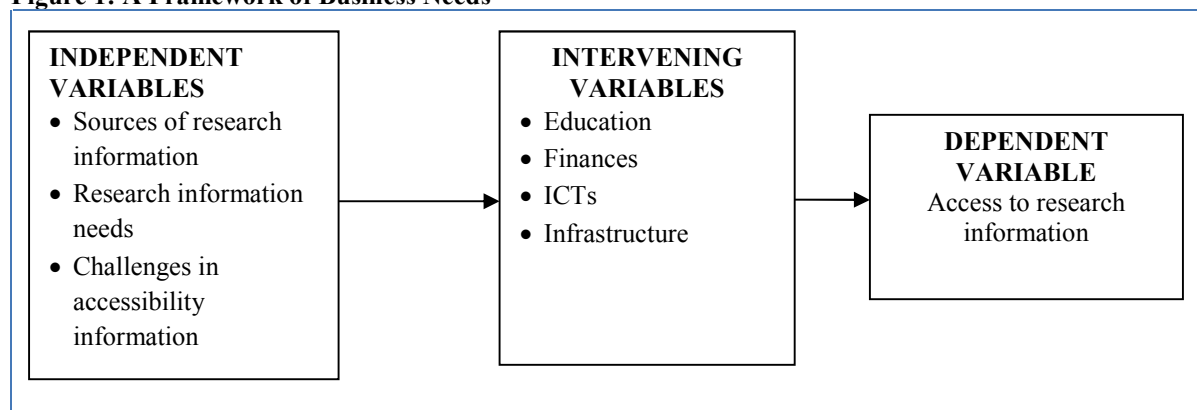 Figure 1: A Framework of Business Needs
INDEPENDENT
VARIABLES
• Sources of research
information
• Research information
needs
• Challenges in
accessibility
information
INTERVENING
VARIABLES
• Education
• Finances
• ICTs
• Infrastructure
DEPENDENT
VARIABLE
Access to research
information